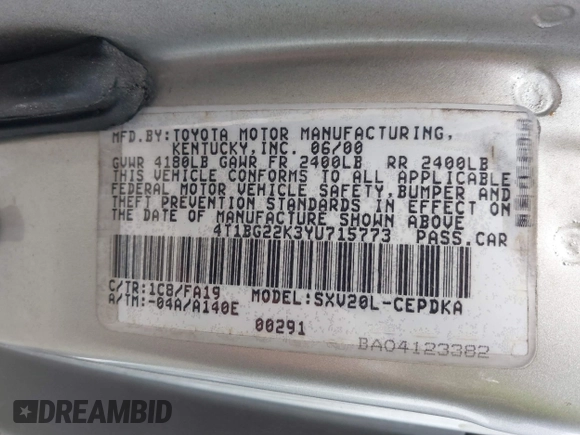 MFD.BY:TOYOTA MOTOR MANUFACTURING,
KENTUCKY,INC. 06/00
GVWR 4180LB GAWR FR 2400LB RR 2400LB
THIS VEHICLE CONFORMS TO ALL APPLICABLE
FEDERAL MOTOR VEHICLE SAFETY,BUMPER AND
THEFT PREVENTION STANDARDS IN EFFECT ON
THE DATE OF MANUFACTURE SHOWN ABOVE
4T1BG22K3YU715773 PASS.CAR
C/TR:1C8/FA19 MODEL:SXV20L-CEPDKA
A/TM:-04A/A140E
00291
BA04123382
DREAMBID